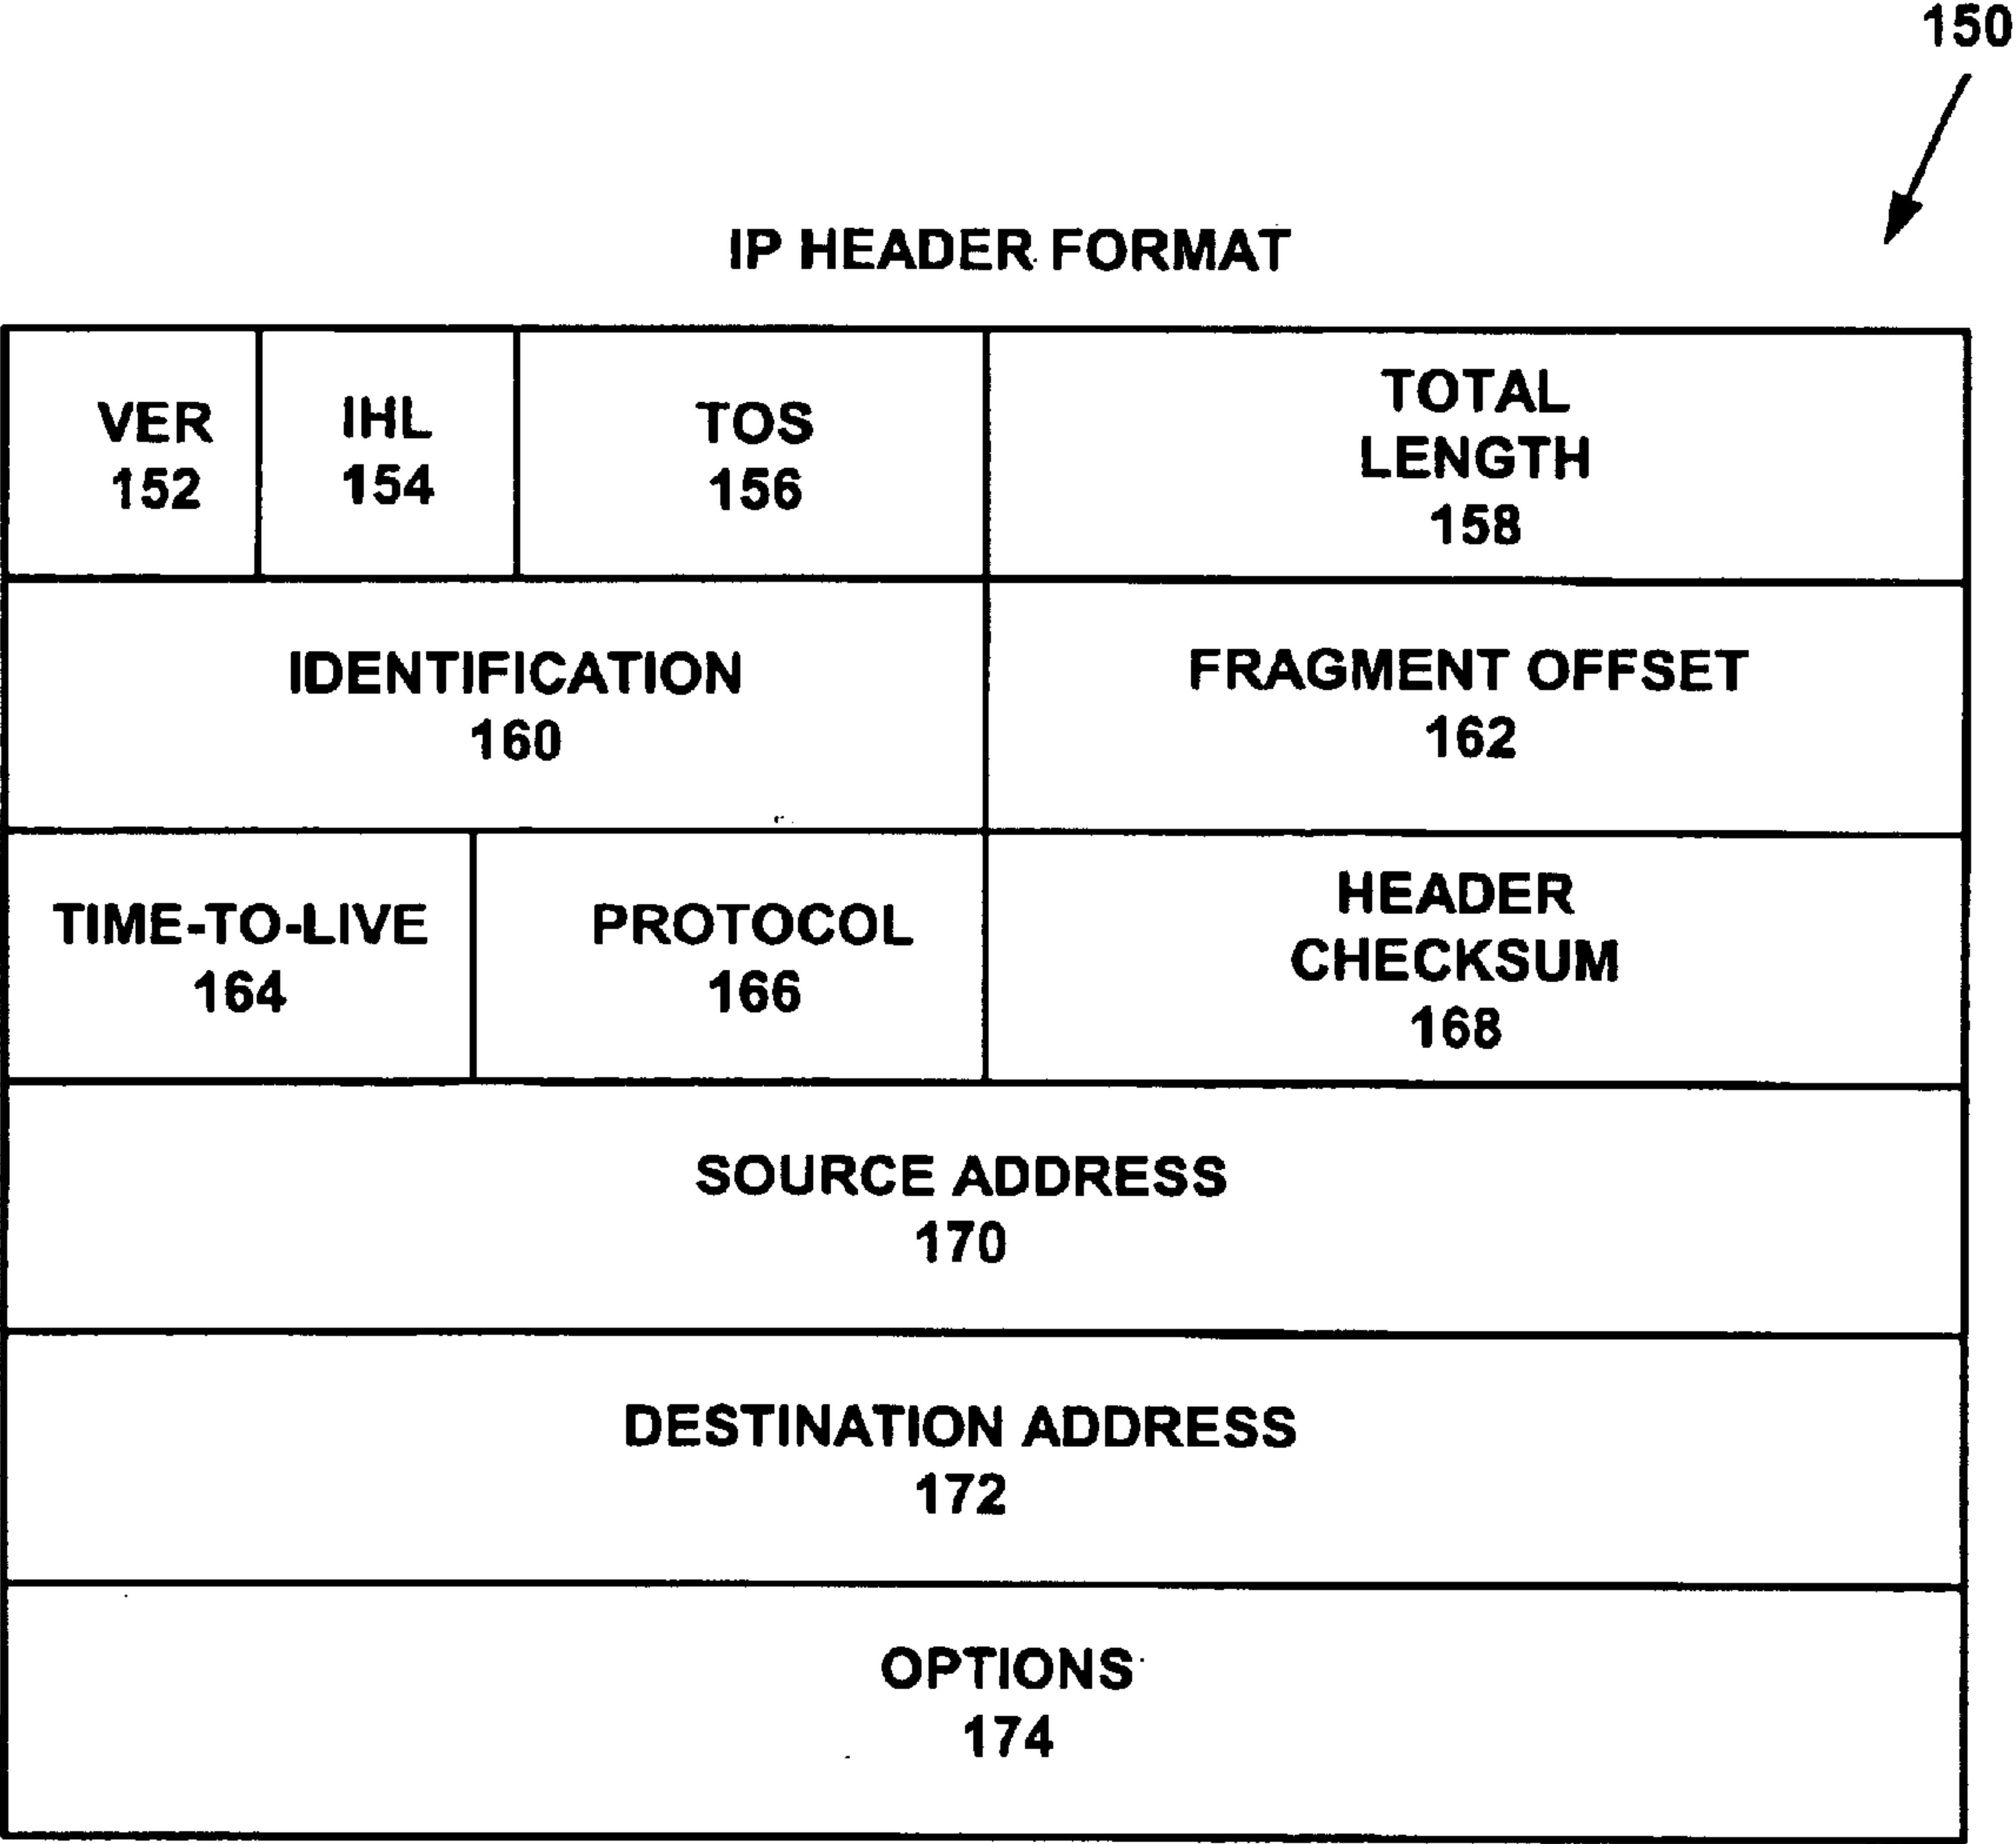 150
IP HEADER FORMAT
VER
152
IHL
154
TOS
156
TOTAL
LENGTH
158
IDENTIFICATION
160
FRAGMENT OFFSET
162
TIME-TO-LIVE
164
PROTOCOL
166
HEADER
CHECKSUM
168
SOURCE ADDRESS
170
DESTINATION ADDRESS
172
OPTIONS
174